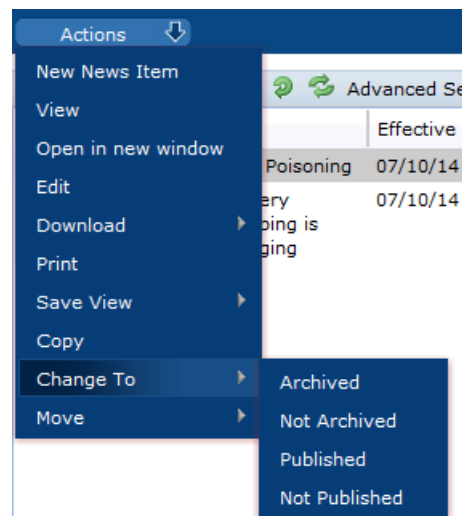 Actions
New News Item
View
Open in new window
Edit
Download
Print
Save View
Copy
Change To
Move
Archived
Not Archived
Published
Not Published
Advanced Se
Effective
Poisoning 07/10/14
ery 07/10/14
ping is
ging